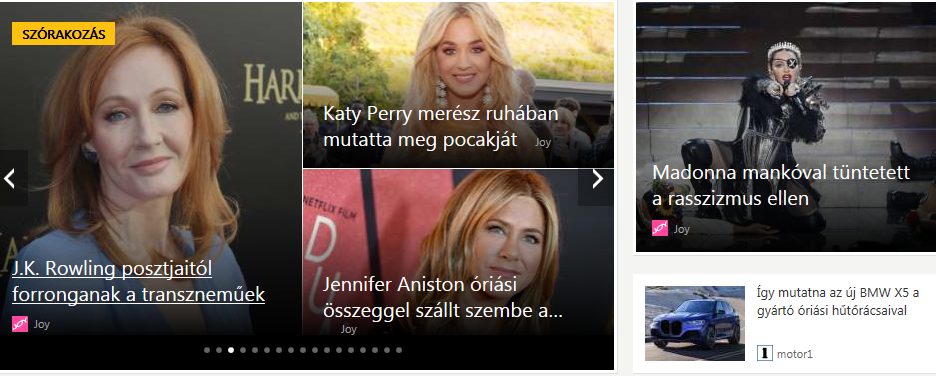 SZÓRAKOZÁS
HARR
J.K. Rowling posztjaitól
forronganak a transzneműek
Joy
Katy Perry merész ruhában
mutatta meg pocakját Joy
NETFLIX FILM
Jennifer Aniston óriási
összeggel szállt szembe a...
Joy
Madonna mankóval tüntetett
a rasszizmus ellen
Joy
Így mutatna az új BMW X5 a
gyártó óriási hűtőrácsaival
1 motor1